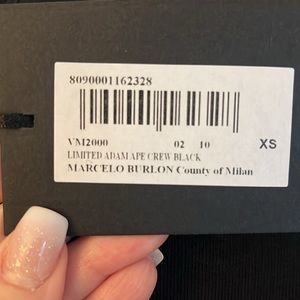 8090001162328
VM2000 02 10 XS
LIMITED ADAM APE CREW BLACK
MARCELO BURLON County of Milan